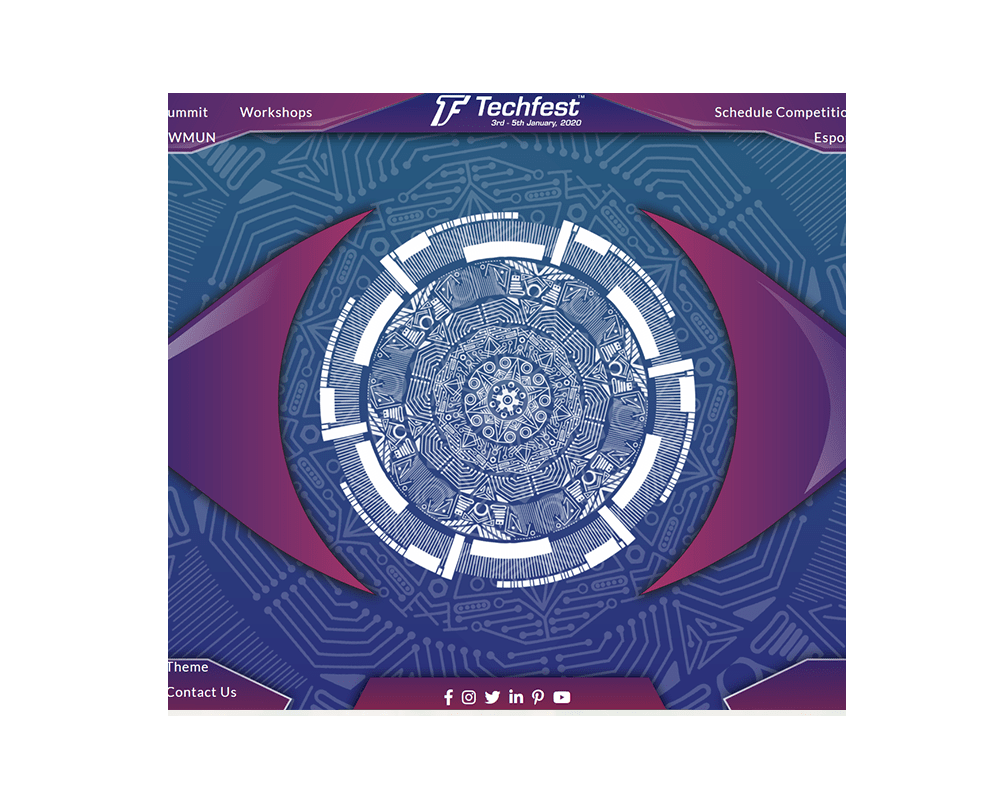 ummit Workshops
WMUN
TF Techfest™
3rd - 5th January, 2020
Schedule Competitio
Espo
Theme
Contact Us